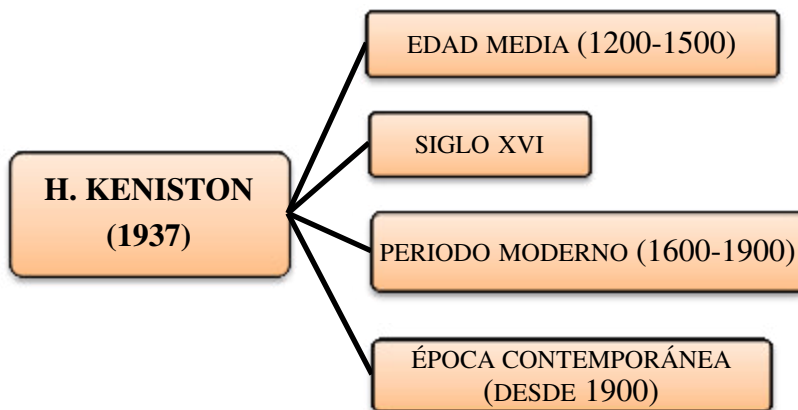 H. KENISTON
(1937)
EDAD MEDIA (1200-1500)
SIGLO XVI
PERIODO MODERNO (1600-1900)
ÉPOCA CONTEMPORÁNEA
(DESDE 1900)